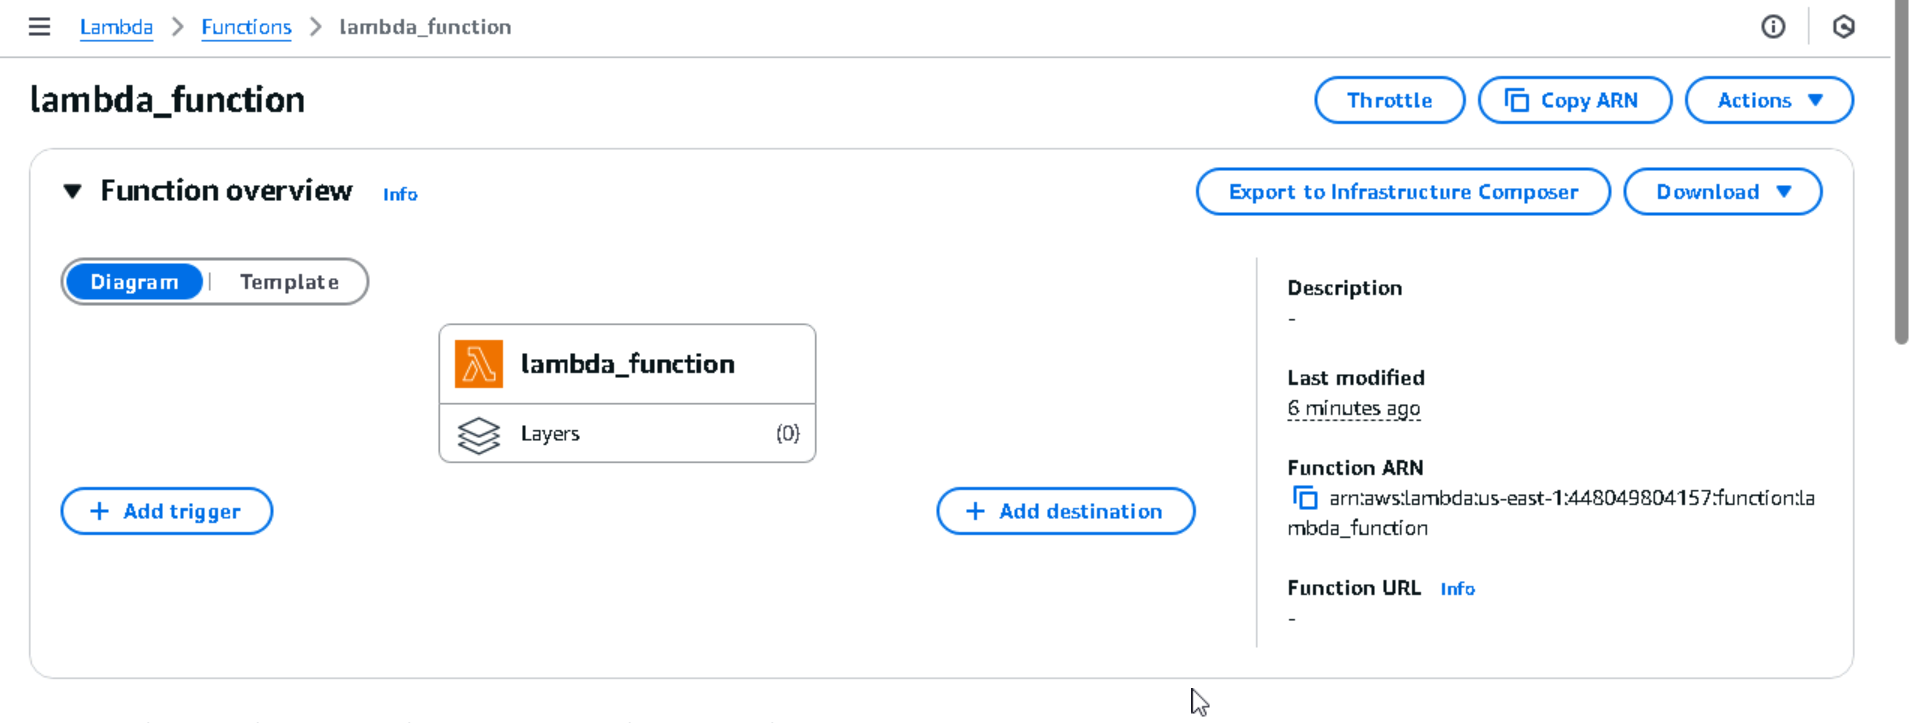 Lambda > Functions > lambda_function
lambda_function
Throttle
Copy ARN
Actions
Function overview Info
Export to Infrastructure Composer
Download
Diagram | Template
lambda_function
Layers (0)
+ Add trigger
+ Add destination
Description
-
Last modified
6 minutes ago
Function ARN
arn:aws:lambda:us-east-1:448049804157:function:la
mbda_function
Function URL Info
-